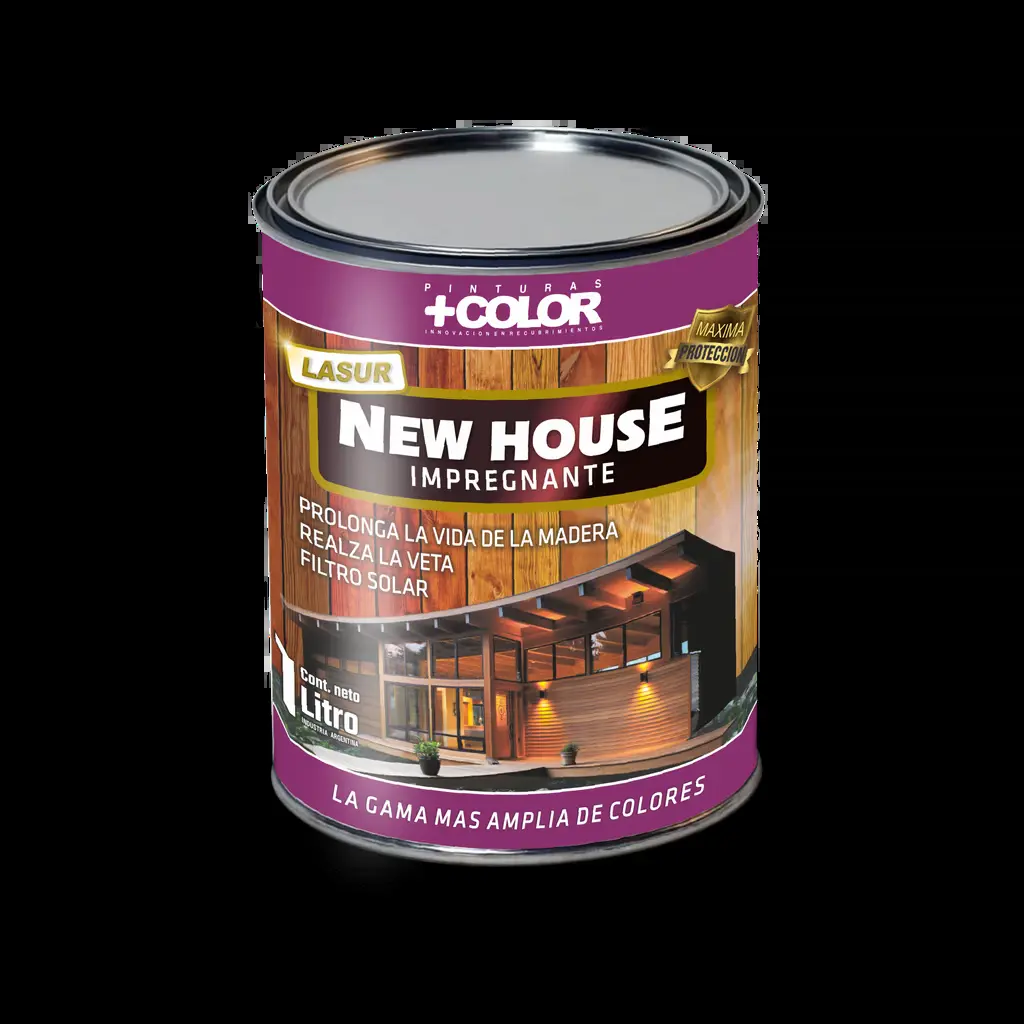 PINTURAS
+COLOR
INNOVACION EN RECUBRIMIENTOS
MAXIMA
PROTECCION
LASUR
NEW HOUSE
IMPREGNANTE
PROLONGA LA VIDA DE LA MADERA
REALZA LA VETA
FILTRO SOLAR
1
Cont. neto
Litro
INDUSTRIA ARGENTINA
LA GAMA MAS AMPLIA DE COLORES